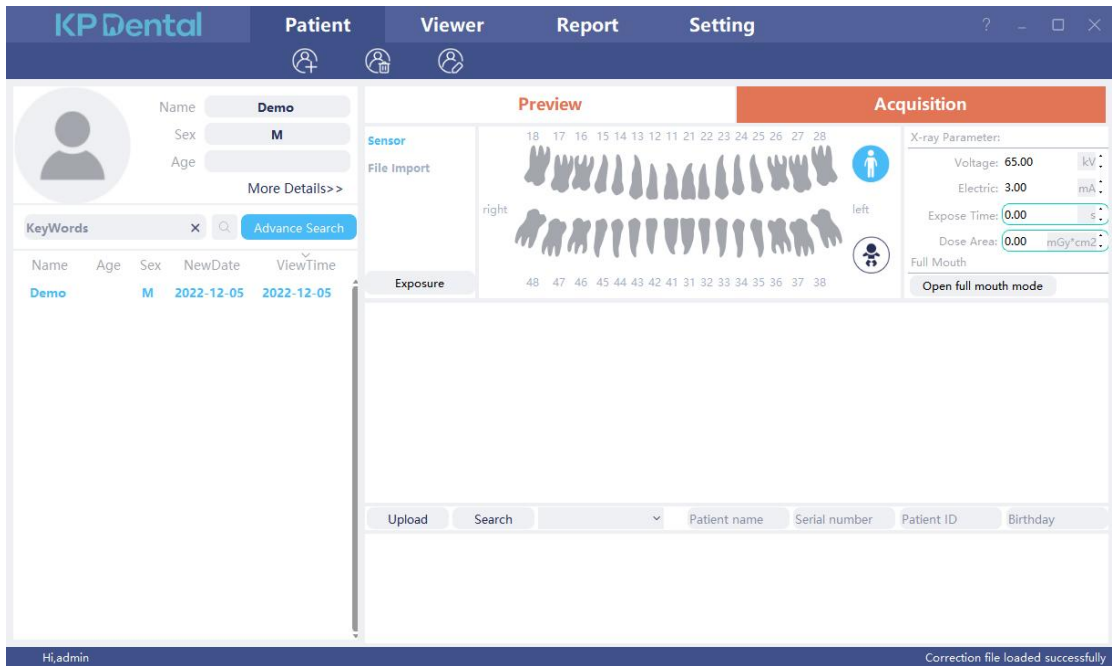 KP Dental Patient Viewer Report Setting ?
Name Demo
Sex M
Age
More Details>>
KeyWords X Advance Search
Name Age Sex NewDate ViewTime
Demo M 2022-12-05 2022-12-05
Preview Acquisition
Sensor
File Import
Exposure
18 17 16 15 14 13 12 11 21 22 23 24 25 26 27 28
right left
48 47 46 45 44 43 42 41 31 32 33 34 35 36 37 38
X-ray Parameter:
Voltage: 65.00 kV
Electric: 3.00 mA
Expose Time: 0.00 s
Dose Area: 0.00 mGy*cm2
Full Mouth
Open full mouth mode
Upload Search Patient name Serial number Patient ID Birthday
Hi,admin Correction file loaded successfully